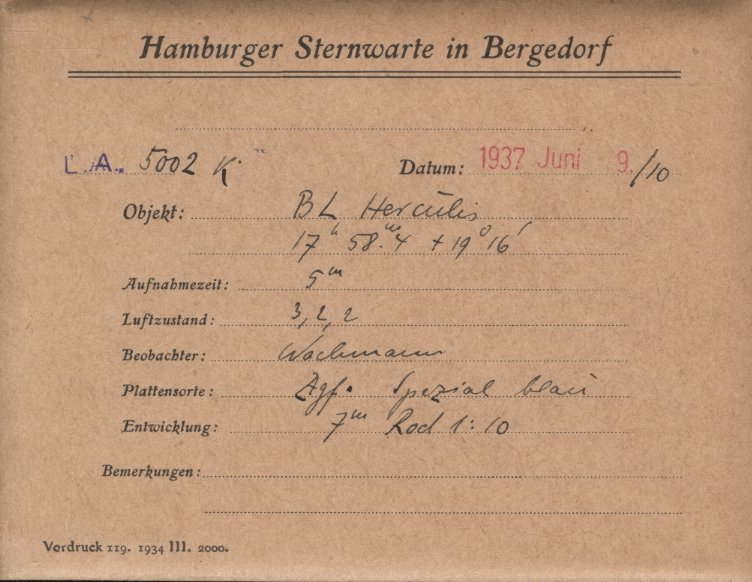 Hamburger Sternwarte in Bergedorf
L. A. 5002 K.
Datum: 1937 Juni 9./10
Objekt: BL Herculis
17ʰ 58ᵐ.4 + 19° 16'
Aufnahmezeit: 5ᵐ
Luftzustand: 3, 2, 2
Beobachter: Wachmann
Plattensorte: Agf. Spezial blau
Entwicklung: 7ᵐ Rod 1:10
Bemerkungen:
Vordruck 119. 1934 III. 2000.